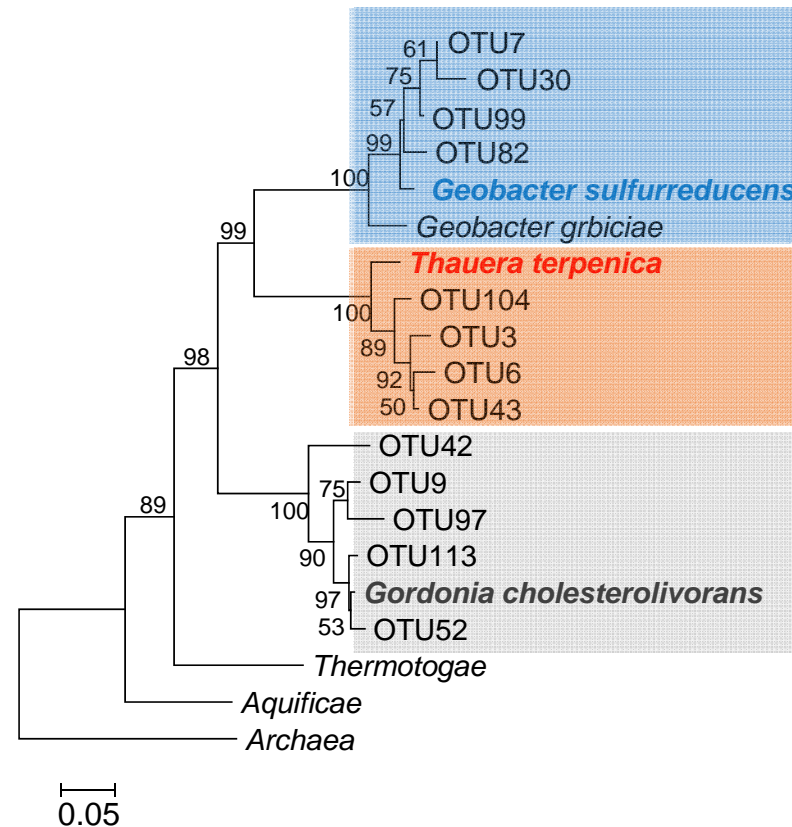 61
OTU7
75
OTU30
57
OTU99
99
OTU82
100
Geobacter sulfurreducens
Geobacter grbiciae
99
Thauera terpenica
100
OTU104
89
OTU3
98
92
OTU6
50
OTU43
OTU42
75
OTU9
100
OTU97
89
90
OTU113
97
Gordonia cholesterolivorans
53
OTU52
Thermotogae
Aquificae
Archaea
0.05